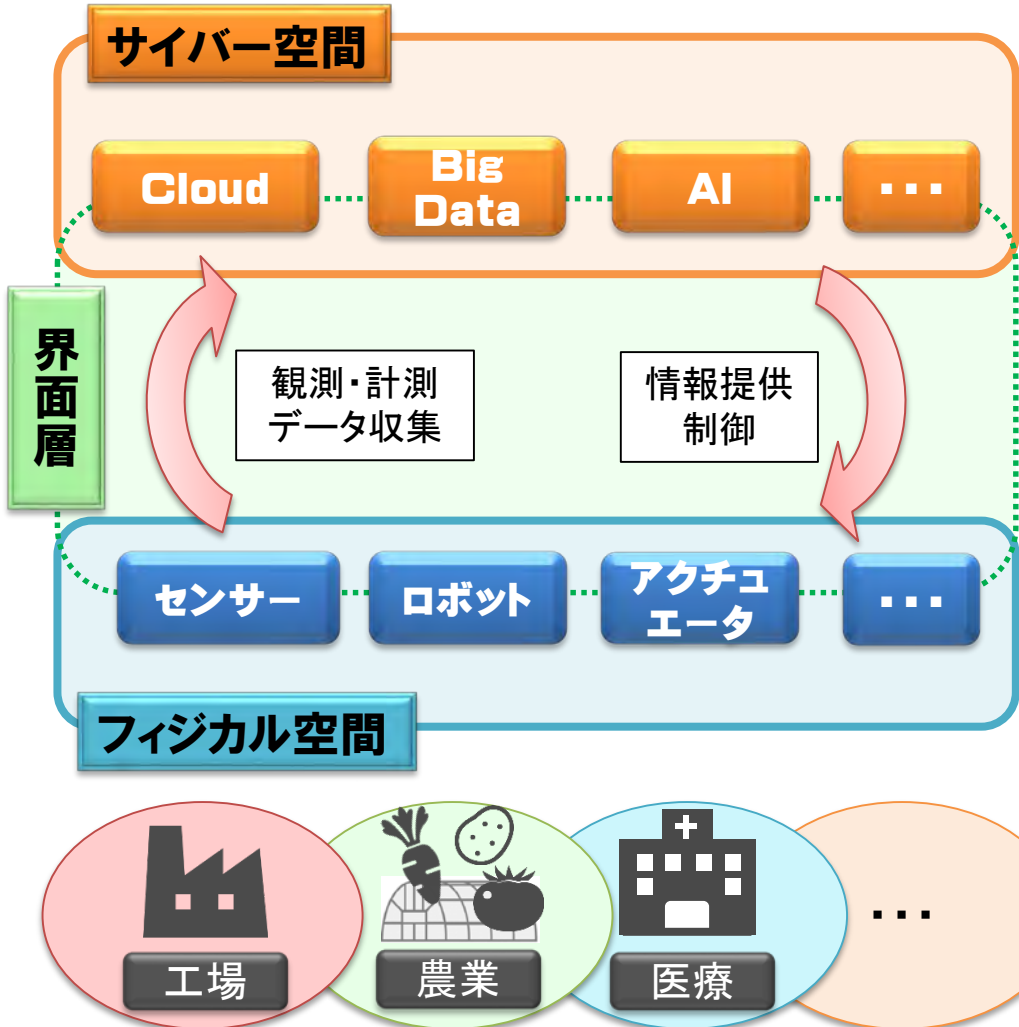 サイバー空間
Cloud
Big
Data
AI
・・・
界面層
観測・計測
データ収集
情報提供
制御
センサー
ロボット
アクチュ
エータ
・・・
フィジカル空間
・・・
工場
農業
医療